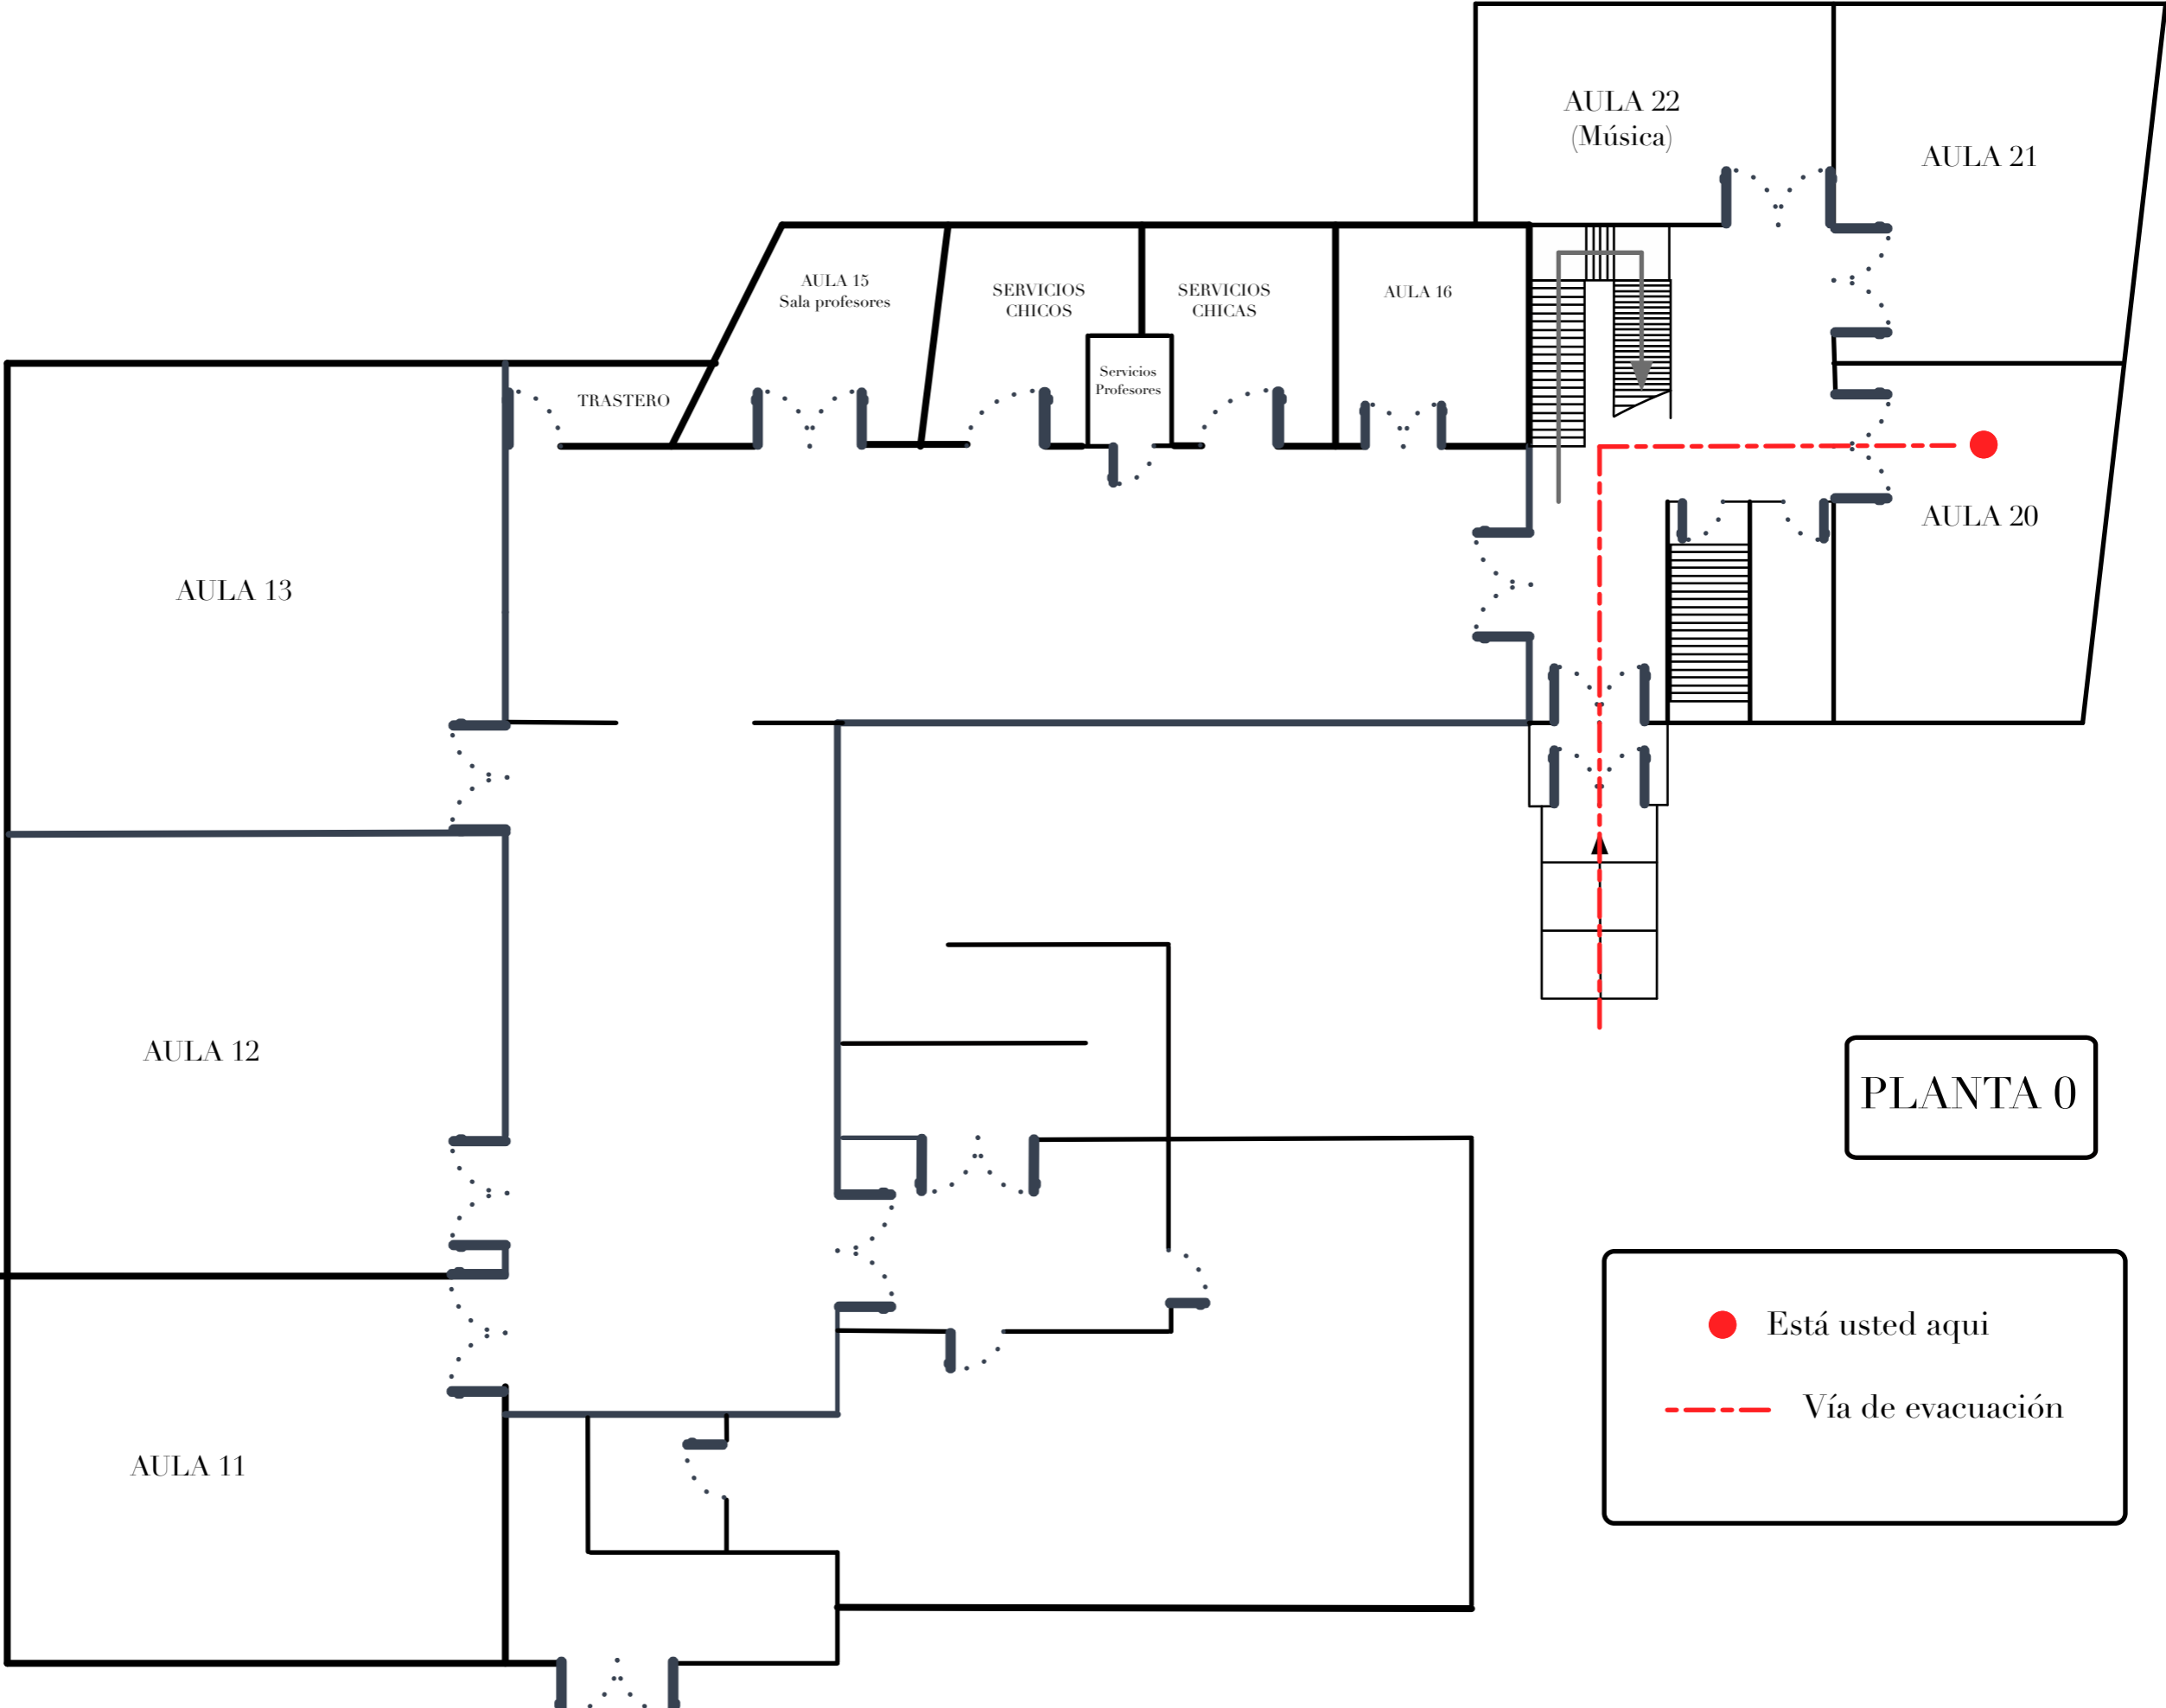 AULA 22
(Música)
AULA 21
AULA 15
Sala profesores
SERVICIOS
CHICOS
SERVICIOS
CHICAS
AULA 16
Servicios
Profesores
TRASTERO
AULA 20
AULA 13
AULA 12
PLANTA 0
Está usted aqui
Vía de evacuación
AULA 11